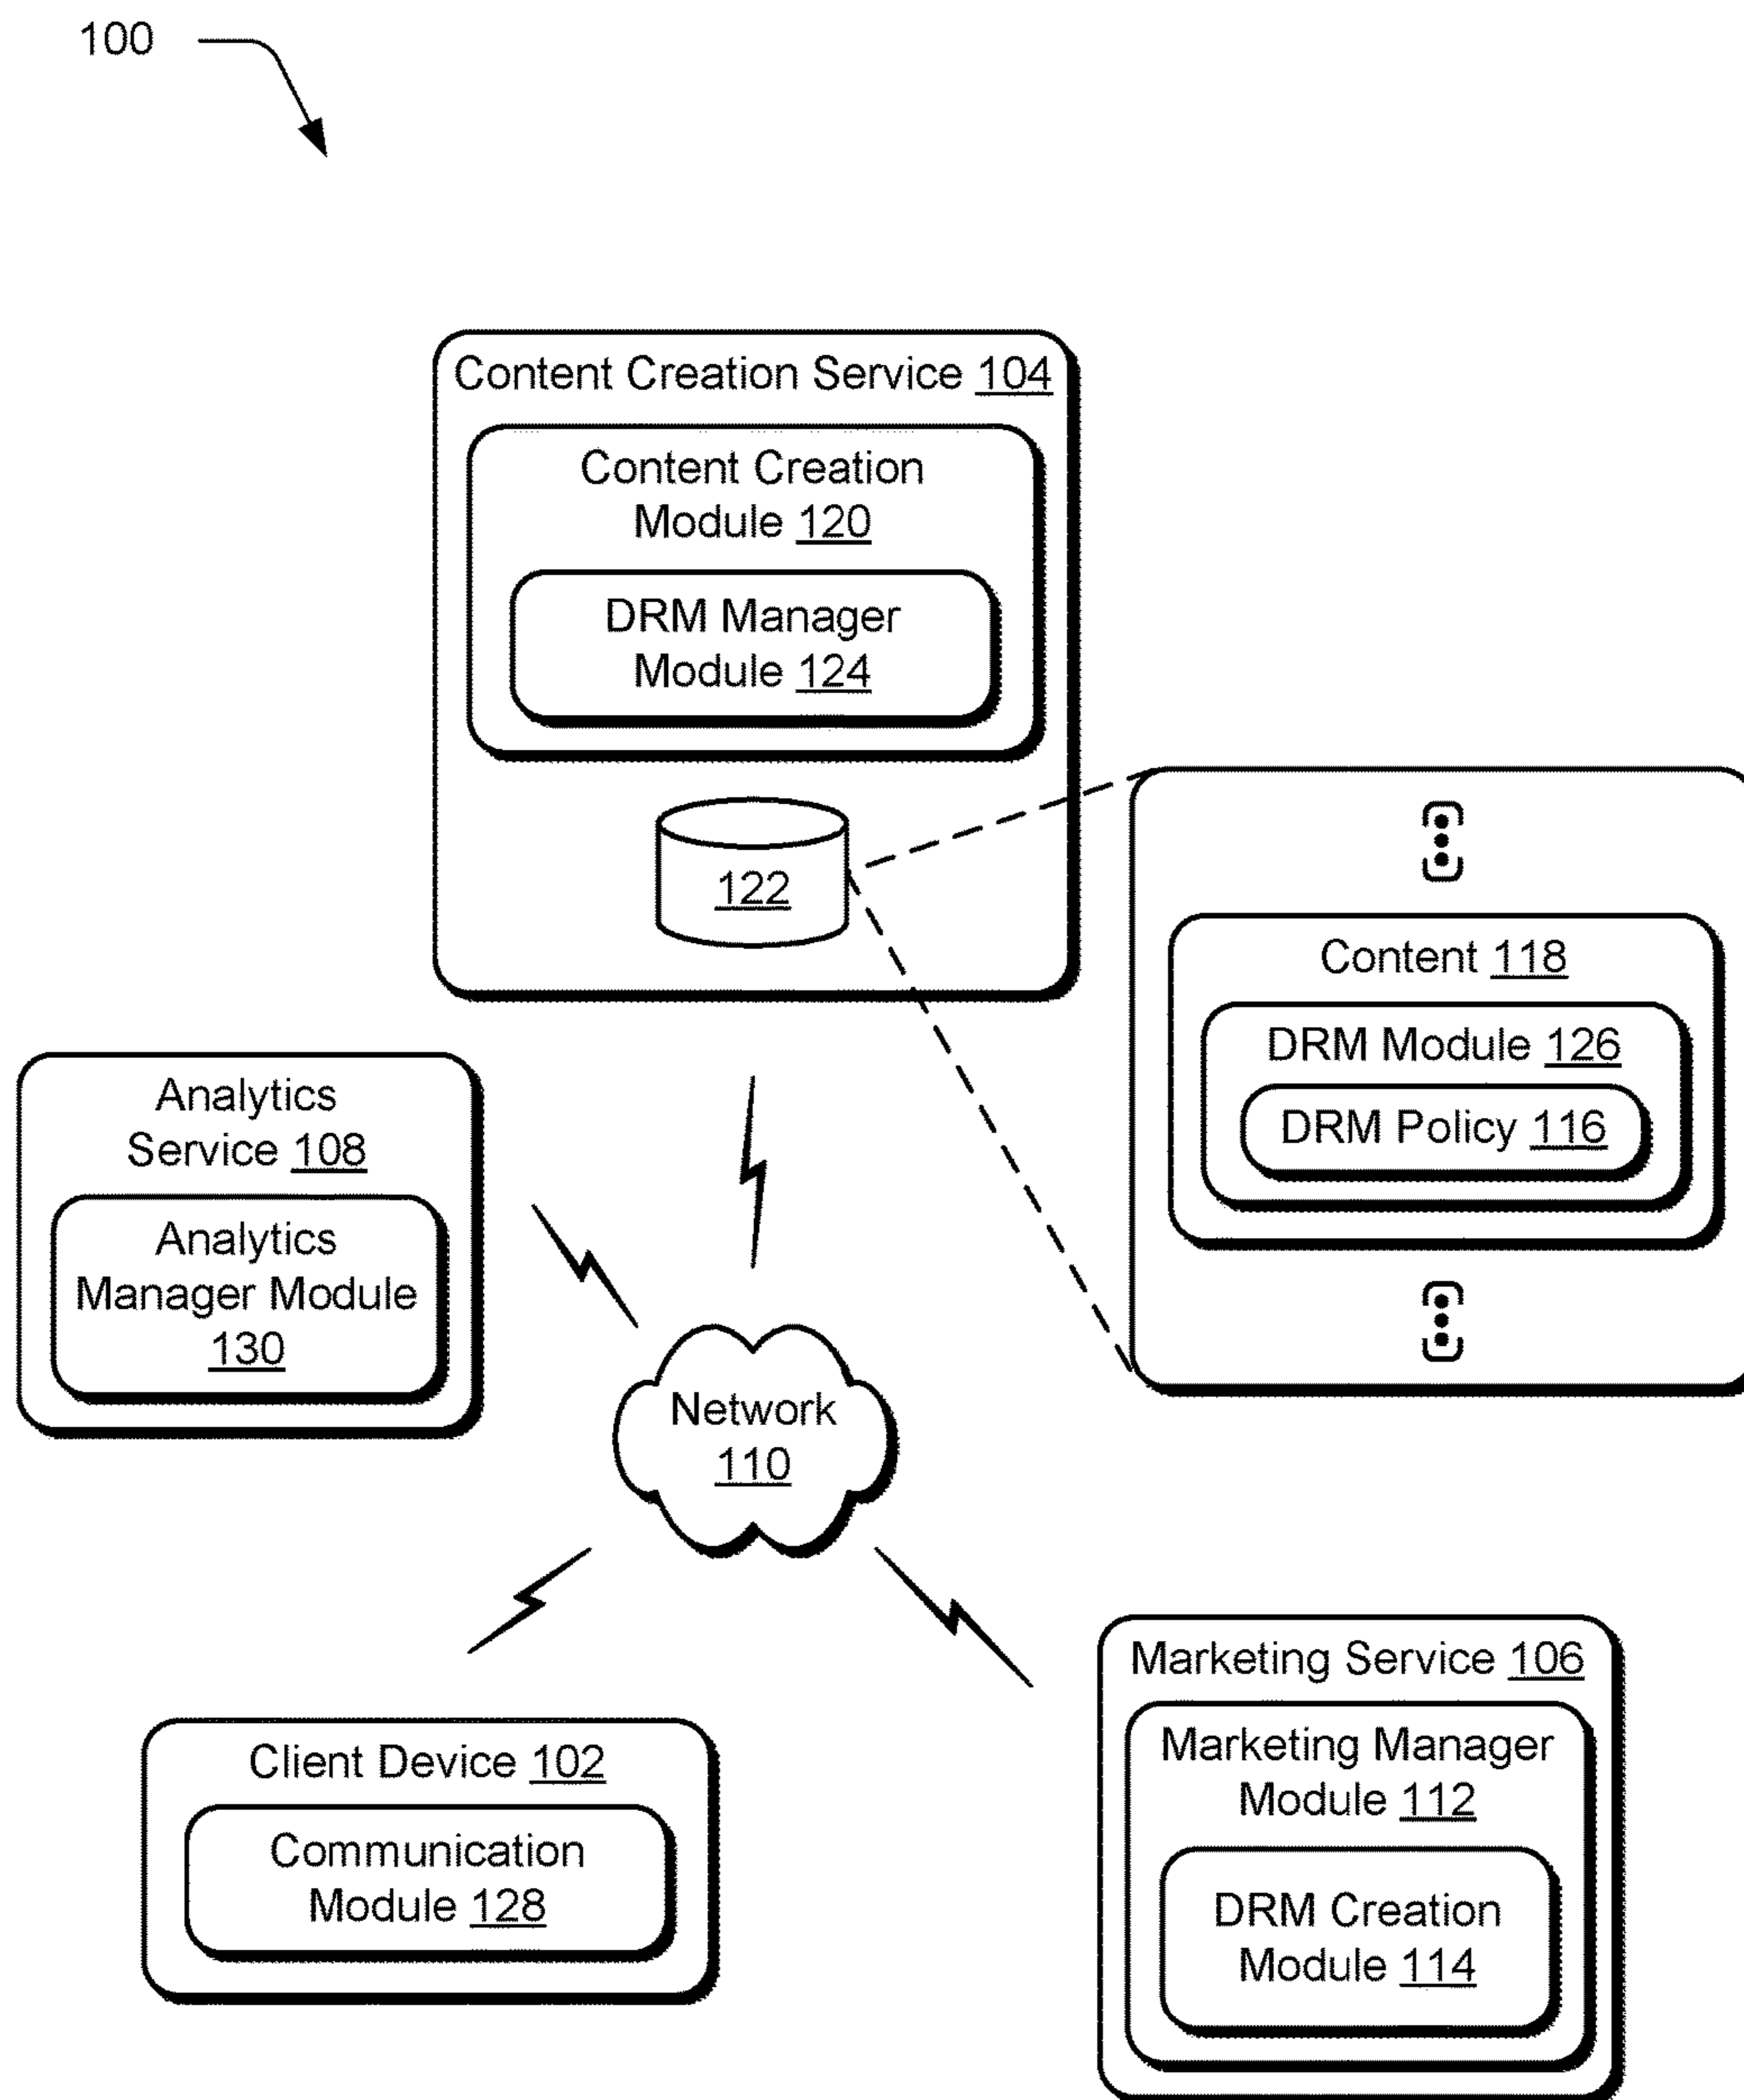 100
Content Creation Service 104
Content Creation
Module 120
DRM Manager
Module 124
122
Content 118
DRM Module 126
DRM Policy 116
Analytics
Service 108
Analytics
Manager Module
130
Network
110
Marketing Service 106
Marketing Manager
Module 112
DRM Creation
Module 114
Client Device 102
Communication
Module 128